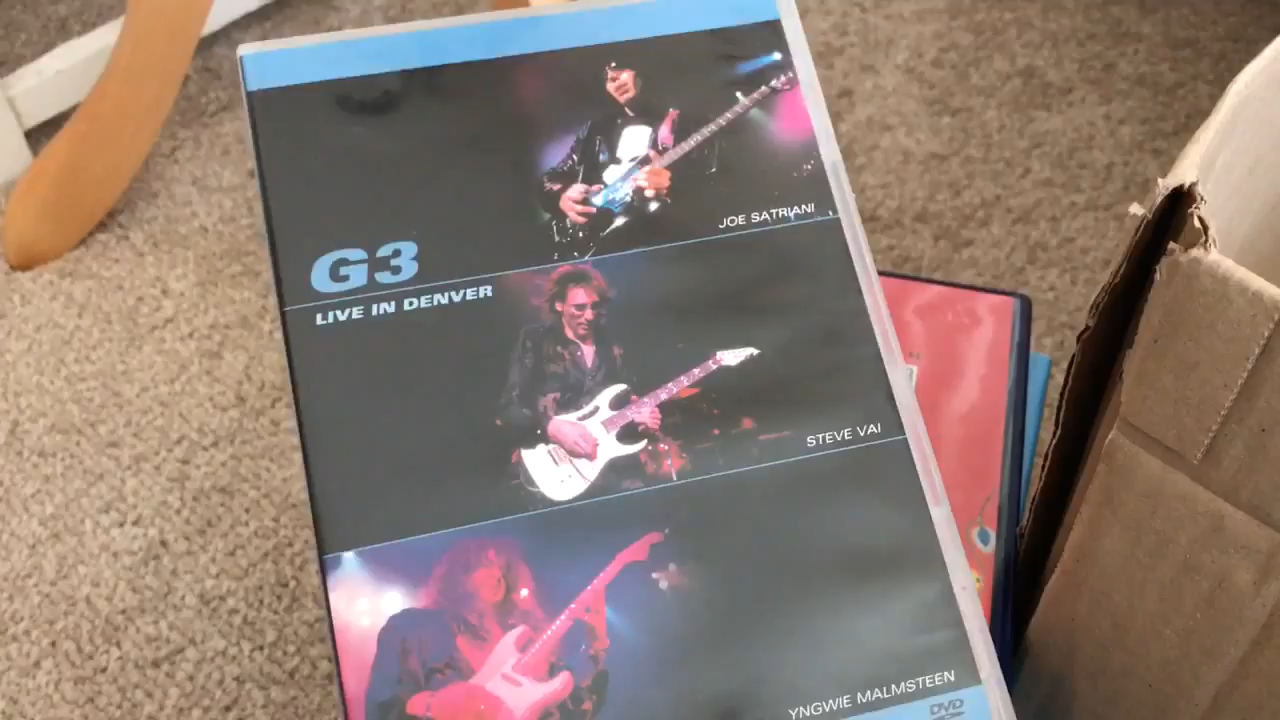 JOE SATRIANI
G3
LIVE IN DENVER
STEVE VAI
YNGWIE MALMSTEEN
DVD